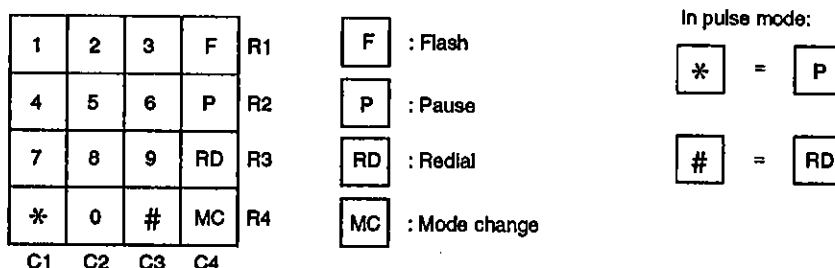 1 2 3 F R1
4 5 6 P R2
7 8 9 RD R3
* 0 # MC R4
C1 C2 C3 C4
F : Flash
P : Pause
RD : Redial
MC : Mode change
In pulse mode:
* = P
# = RD